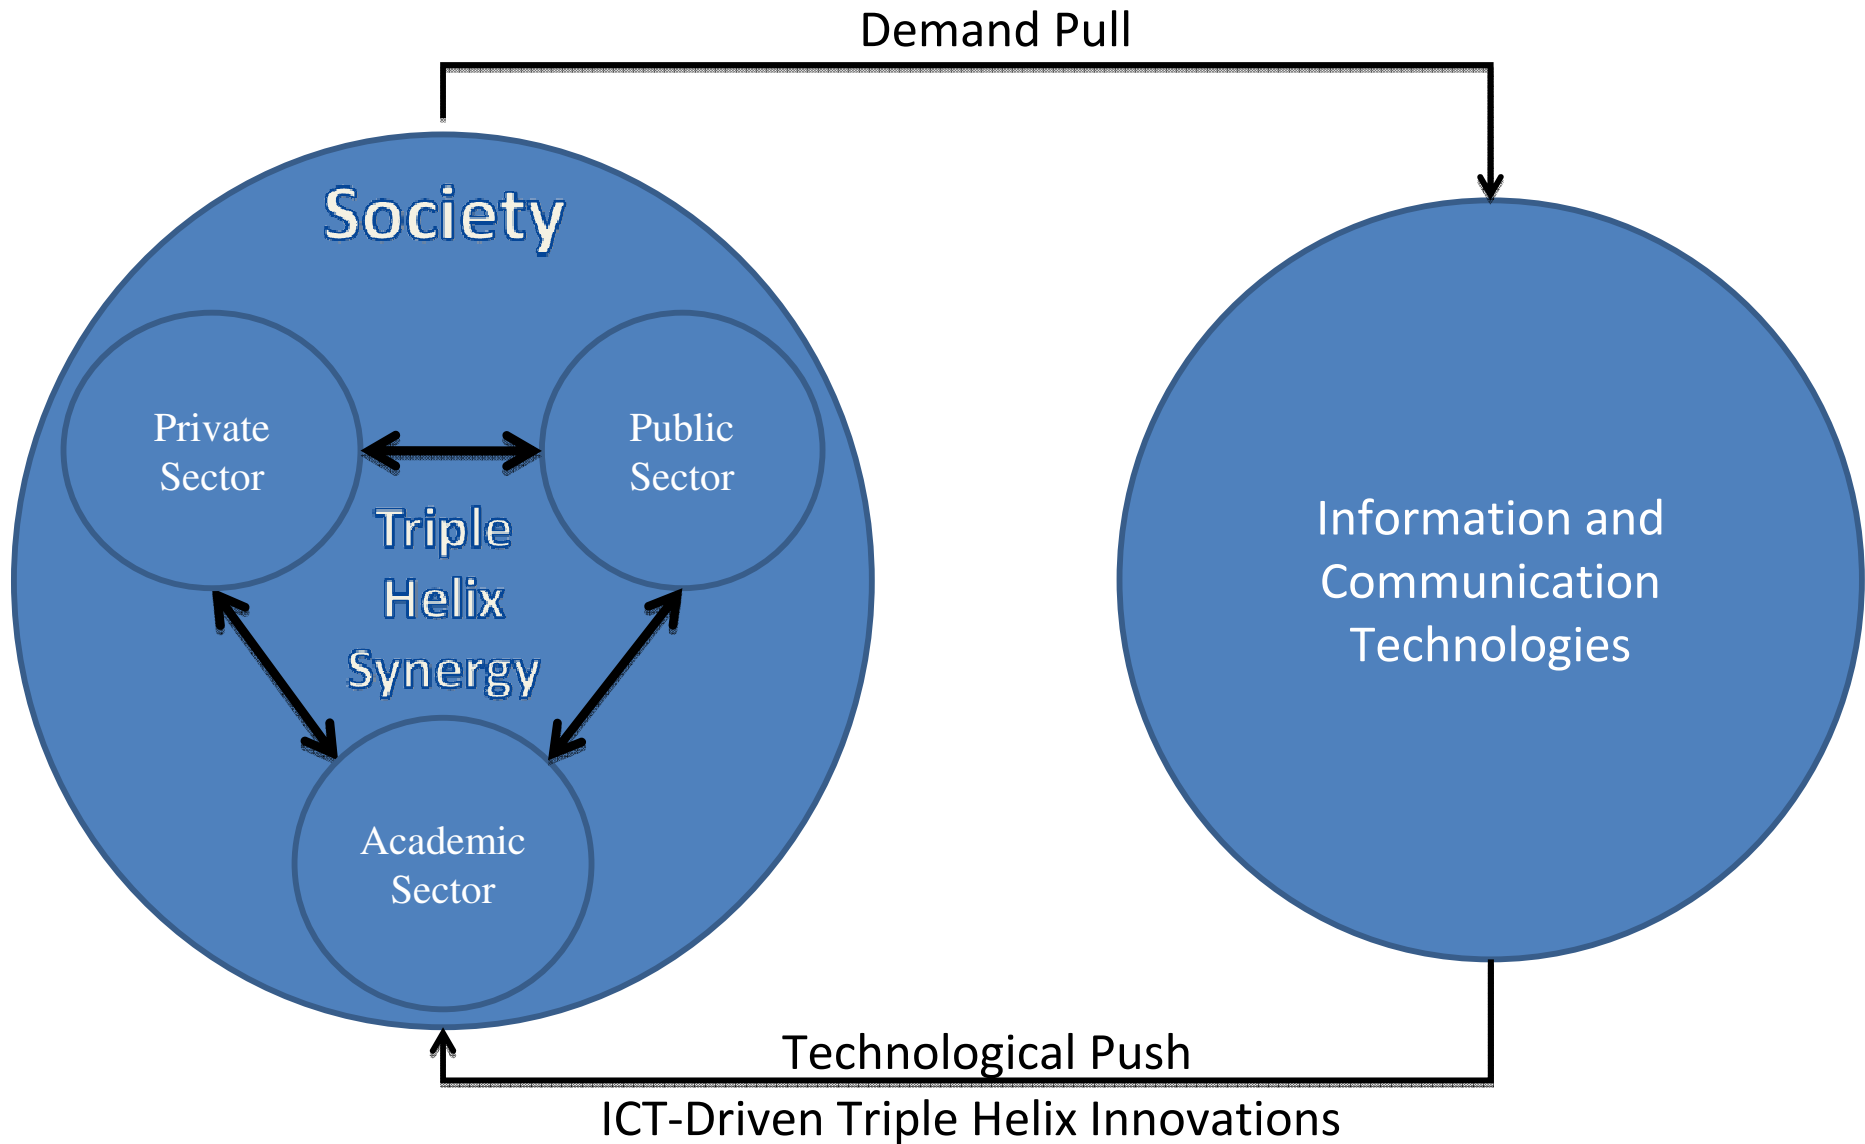 Demand Pull
Society
Private
Sector
Public
Sector
Triple
Helix
Synergy
Academic
Sector
Information and
Communication
Technologies
Technological Push
ICT-Driven Triple Helix Innovations